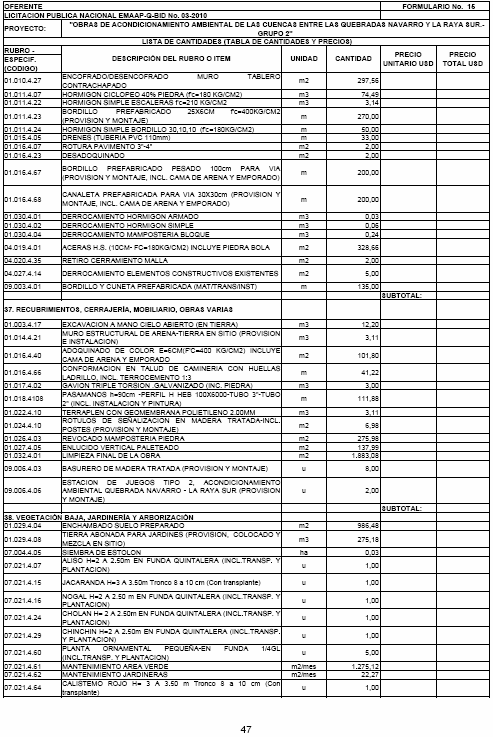 OFERENTE FORMULARIO No. 15
LICITACION PUBLICA NACIONAL EMAAP-Q-BID No. 03-2010
PROYECTO: "OBRAS DE ACONDICIONAMIENTO AMBIENTAL DE LAS CUENCAS ENTRE LAS QUEBRADAS NAVARRO Y LA RAYA SUR.-
GRUPO 2"
LISTA DE CANTIDADES (TABLA DE CANTIDADES Y PRECIOS)
RUBRO - ESPECIF. (CODIGO) DESCRIPCIÓN DEL RUBRO O ITEM UNIDAD CANTIDAD PRECIO UNITARIO USD PRECIO TOTAL USD
01.010.4.27 ENCOFRADO/DESENCOFRADO MURO TABLERO CONTRACHAPADO m2 297,56
01.011.4.07 HORMIGON CICLOPEO 40% PIEDRA (f'c=180 KG/CM2) m3 74,49
01.011.4.22 HORMIGON SIMPLE ESCALERAS f'c=210 KG/CM2 m3 3,14
01.011.4.23 BORDILLO PREFABRICADO 25X6CM f'c=400KG/CM2 (PROVISION Y MONTAJE) m 270,00
01.011.4.24 HORMIGON SIMPLE BORDILLO 30,10,10 (f'c=180KG/CM2) m 50,00
01.015.4.05 DRENES (TUBERIA PVC 110mm) m 33,00
01.016.4.07 ROTURA PAVIMENTO 3"-4" m2 2,00
01.016.4.23 DESADOQUINADO m2 2,00
01.016.4.67 BORDILLO PREFABRICADO PESADO 100cm PARA VIA (PROVISION Y MONTAJE, INCL. CAMA DE ARENA Y EMPORADO) m 200,00
01.016.4.68 CANALETA PREFABRICADA PARA VIA 30X30cm (PROVISION Y MONTAJE, INCL. CAMA DE ARENA Y EMPORADO) m 200,00
01.030.4.01 DERROCAMIENTO HORMIGON ARMADO m3 0,03
01.030.4.02 DERROCAMIENTO HORMIGON SIMPLE m3 0,06
01.030.4.04 DERROCAMIENTO MAMPOSTERIA BLOQUE m3 0,24
04.019.4.01 ACERAS H.S. (10CM- FC=180KG/CM2) INCLUYE PIEDRA BOLA m2 328,66
04.020.4.35 RETIRO CERRAMIENTO MALLA m2 2,00
04.027.4.14 DERROCAMIENTO ELEMENTOS CONSTRUCTIVOS EXISTENTES m2 5,00
09.003.4.01 BORDILLO Y CUNETA PREFABRICADA (MAT/TRANS/INST) m 135,00
SUBTOTAL:
37. RECUBRIMIENTOS, CERRAJERÍA, MOBILIARIO, OBRAS VARIAS
01.003.4.17 EXCAVACION A MANO CIELO ABIERTO (EN TIERRA) m3 12,20
01.014.4.21 MURO ESTRUCTURAL DE ARENA-TIERRA EN SITIO (PROVISION E INSTALACION) m3 3,11
01.016.4.40 ADOQUINADO DE COLOR E=6CM(F'C=400 KG/CM2) INCLUYE CAMA DE ARENA Y EMPORADO m2 101,80
01.016.4.66 CONFORMACION EN TALUD DE CAMINERIA CON HUELLAS LADRILLO, INCL. TERROCEMENTO 1;3 m 41,22
01.017.4.02 GAVION TRIPLE TORSION GALVANIZADO (INC. PIEDRA) m3 3,00
01.018.4108 PASAMANOS h=90cm -PERFIL H HEB 100X6000-TUBO 3"-TUBO 2" (INCL. INSTALACION Y PINTURA) m 111,88
01.022.4.10 TERRAPLEN CON GEOMEMBRANA POLIETILENO 2.00MM m3 3,11
01.024.4.10 ROTULOS DE SEÑALIZACION EN MADERA TRATADA-INCL. POSTES (PROVISION Y MONTAJE) m2 6,98
01.026.4.03 REVOCADO MAMPOSTERIA PIEDRA m2 275,98
01.027.4.05 ENLUCIDO VERTICAL PALETEADO m2 137,99
01.032.4.01 LIMPIEZA FINAL DE LA OBRA m2 1.883,08
09.006.4.03 BASURERO DE MADERA TRATADA (PROVISION Y MONTAJE) u 8,00
09.006.4.06 ESTACION DE JUEGOS TIPO 2, ACONDICIONAMIENTO AMBIENTAL QUEBRADA NAVARRO - LA RAYA SUR (PROVISION Y MONTAJE) u 2,00
SUBTOTAL:
38. VEGETACIÓN BAJA, JARDINERÍA Y ARBORIZACIÓN
01.029.4.04 ENCHAMBADO SUELO PREPARADO m2 986,48
01.029.4.08 TIERRA ABONADA PARA JARDINES (PROVISION, COLOCADO Y MEZCLA EN SITIO) m3 275,18
07.004.4.05 SIEMBRA DE ESTOLON ha 0,03
07.021.4.07 ALISO H=2 A 2.50m EN FUNDA QUINTALERA (INCL.TRANSP. Y PLANTACION) u 1,00
07.021.4.15 JACARANDA H=3 A 3.50m Tronco 8 a 10 cm (Con transplante) u 1,00
07.021.4.16 NOGAL H=2 A 2.50 m EN FUNDA QUINTALERA (INCL.TRANSP. Y PLANTACION) u 1,00
07.021.4.24 CHOLAN H= 2 A 2.50m EN FUNDA QUINTALERA (INCL.TRANSP. Y PLANTACION) u 1,00
07.021.4.29 CHINCHIN H=2 A 2.50m EN FUNDA QUINTALERA (INCL.TRANSP. Y PLANTACION) u 1,00
07.021.4.60 PLANTA ORNAMENTAL PEQUEÑA-EN FUNDA 1/4GL (INCL.TRANSP. Y PLANTACION) u 5,00
07.021.4.61 MANTENIMIENTO AREA VERDE m2/mes 1.275,12
07.021.4.62 MANTENIMIENTO JARDINERAS m2/mes 22,27
07.021.4.64 CALISTEMO ROJO H= 3 A 3.50 m Tronco 8 a 10 cm (Con transplante) u 1,00
47